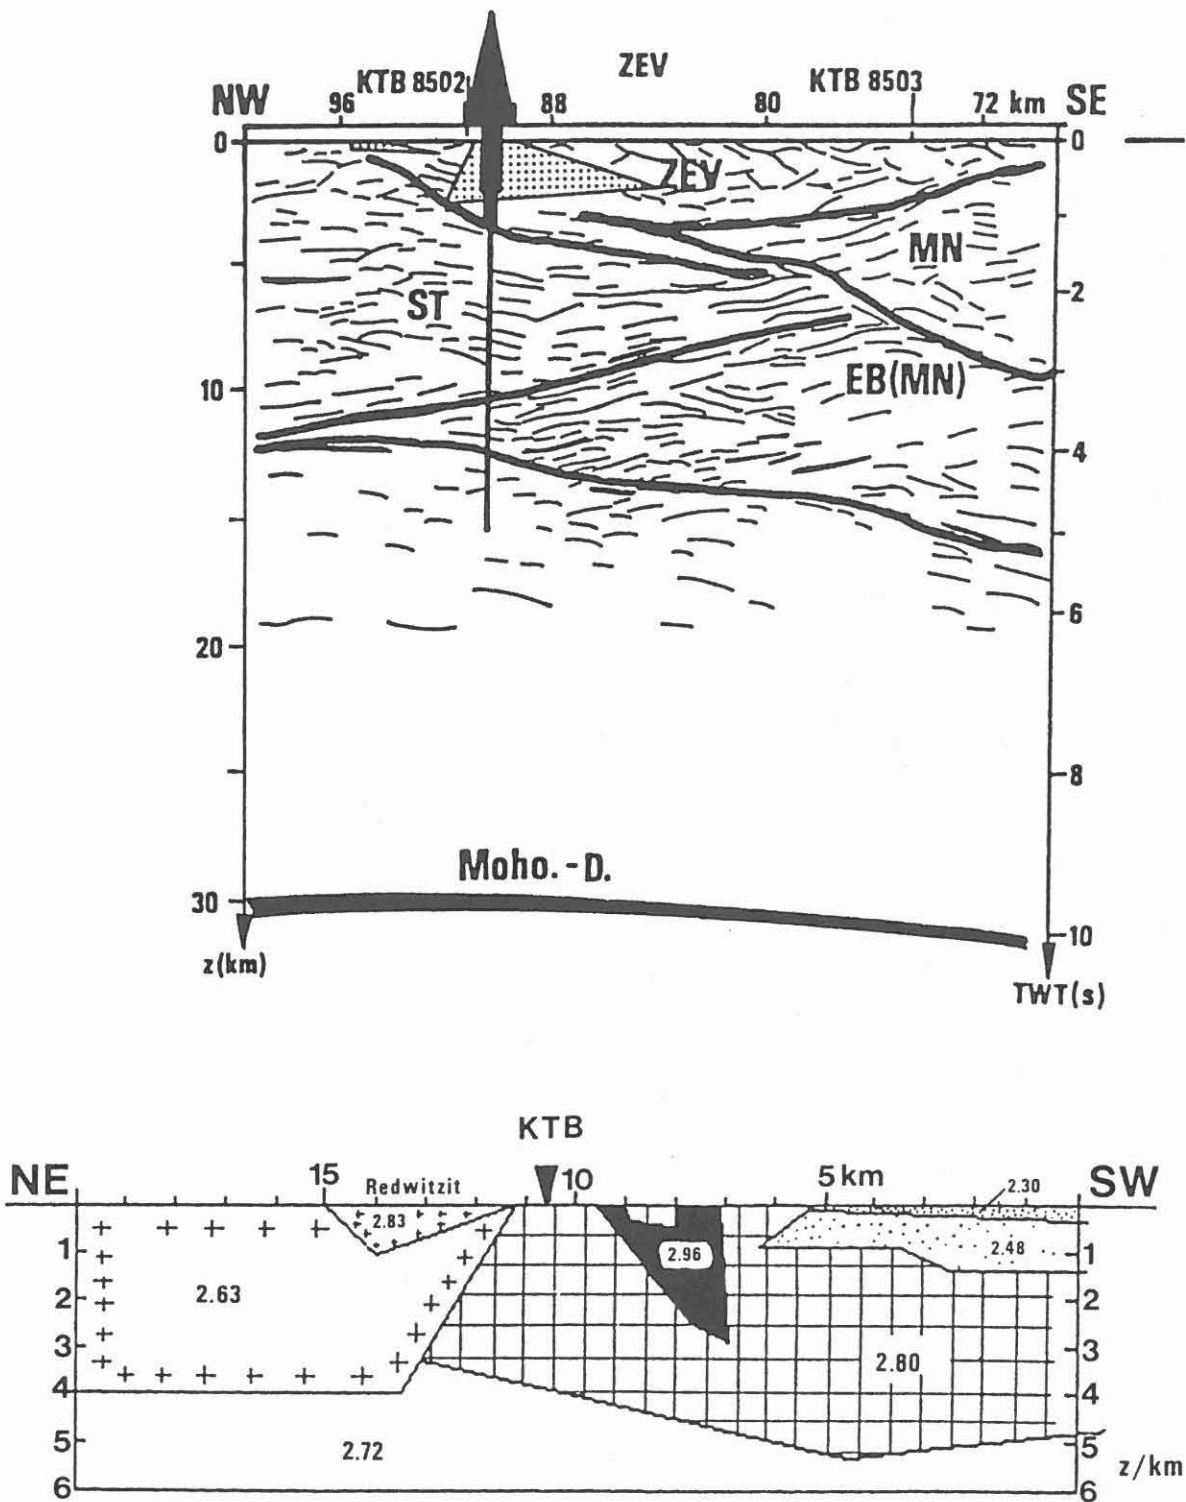 ZEV
NW 96 KTB 8502 88 80 KTB 8503 72 km SE
0 0
ZEV
MN
2
ST
EB(MN)
10
4
6
20
8
Moho.-D.
30
10
z(km)
TWT(s)
KTB
NE 15 10 5 km SW
Redwitzit
2.30
2.83
2.96
2.48
1 1
2.63
2 2
3 3
2.80
4 4
2.72
5 5
z/km
6 6